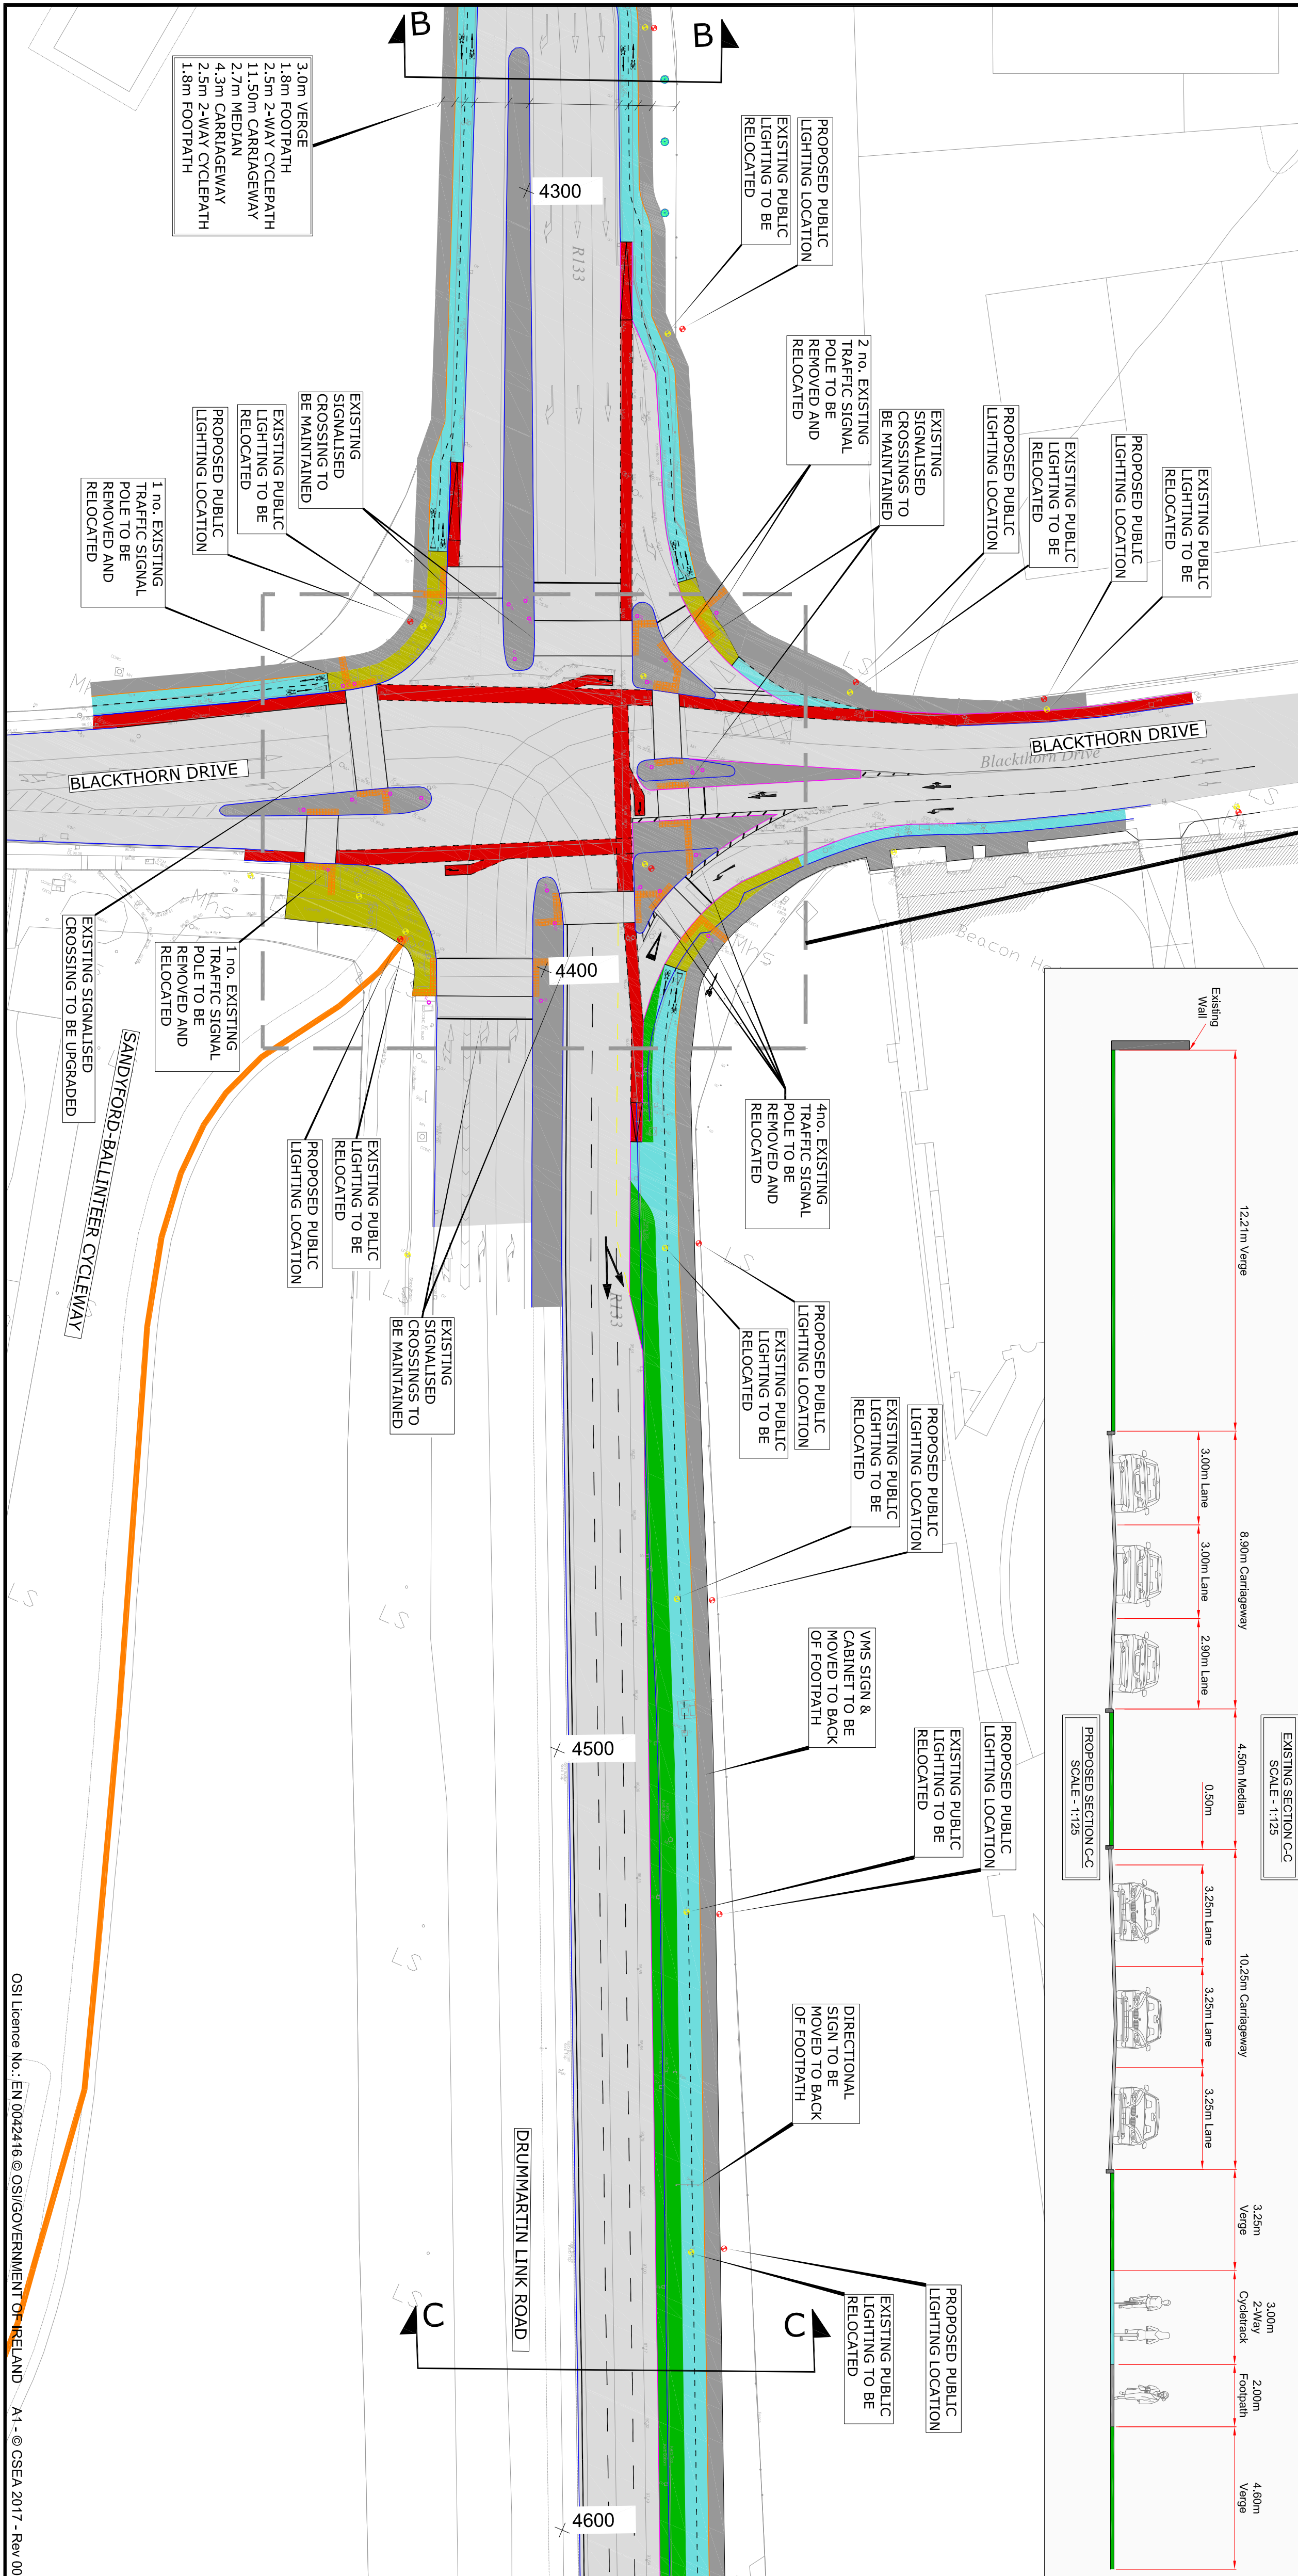 B
B
3.0m VERGE
1.8m FOOTPATH
2.5m 2-WAY CYCLEPATH
11.50m CARRIAGEWAY
2.7m MEDIAN
4.3m CARRIAGEWAY
2.5m 2-WAY CYCLEPATH
1.8m FOOTPATH
4300
R133
PROPOSED PUBLIC
LIGHTING LOCATION
EXISTING PUBLIC
LIGHTING TO BE
RELOCATED
2 no. EXISTING
TRAFFIC SIGNAL
POLE TO BE
REMOVED AND
RELOCATED
EXISTING
SIGNALISED
CROSSINGS TO
BE MAINTAINED
PROPOSED PUBLIC
LIGHTING LOCATION
EXISTING PUBLIC
LIGHTING TO BE
RELOCATED
PROPOSED PUBLIC
LIGHTING LOCATION
EXISTING PUBLIC
LIGHTING TO BE
RELOCATED
EXISTING
SIGNALISED
CROSSING TO
BE MAINTAINED
EXISTING PUBLIC
LIGHTING TO BE
RELOCATED
PROPOSED PUBLIC
LIGHTING LOCATION
1 no. EXISTING
TRAFFIC SIGNAL
POLE TO BE
REMOVED AND
RELOCATED
LS
MhS
BLACKTHORN DRIVE
BLACKTHORN DRIVE
Blackthorn Drive
LS
MhS
MhS
Beacon
EXISTING SIGNALISED
CROSSING TO BE UPGRADED
1 no. EXISTING
TRAFFIC SIGNAL
POLE TO BE
REMOVED AND
RELOCATED
4400
SANDYFORD-BALLINTEER CYCLEWAY
PROPOSED PUBLIC
LIGHTING LOCATION
EXISTING PUBLIC
LIGHTING TO BE
RELOCATED
EXISTING
SIGNALISED
CROSSINGS TO
BE MAINTAINED
4no. EXISTING
TRAFFIC SIGNAL
POLE TO BE
REMOVED AND
RELOCATED
LS
LS
R133
PROPOSED PUBLIC
LIGHTING LOCATION
EXISTING PUBLIC
LIGHTING TO BE
RELOCATED
PROPOSED PUBLIC
LIGHTING LOCATION
EXISTING PUBLIC
LIGHTING TO BE
RELOCATED
LS
LS
VMS SIGN &
CABINET TO BE
MOVED TO BACK
OF FOOTPATH
4500
PROPOSED PUBLIC
LIGHTING LOCATION
EXISTING PUBLIC
LIGHTING TO BE
RELOCATED
LS
DIRECTIONAL
SIGN TO BE
MOVED TO BACK
OF FOOTPATH
DRUMMARTIN LINK ROAD
LS
C
C
PROPOSED PUBLIC
LIGHTING LOCATION
EXISTING PUBLIC
LIGHTING TO BE
RELOCATED
4600
EXISTING SECTION C-C
SCALE - 1:125
Existing
Wall
12.21m Verge
8.90m Carriageway
4.50m Median
10.25m Carriageway
3.25m
Verge
3.00m
2-Way
Cycletrack
2.00m
Footpath
4.60m
Verge
3.00m Lane
3.00m Lane
2.90m Lane
0.50m
3.25m Lane
3.25m Lane
3.25m Lane
PROPOSED SECTION C-C
SCALE - 1:125
OSI Licence No.: EN 0042416 © OSI/GOVERNMENT OF IRELAND A1 - © CSEA 2017 - Rev 00